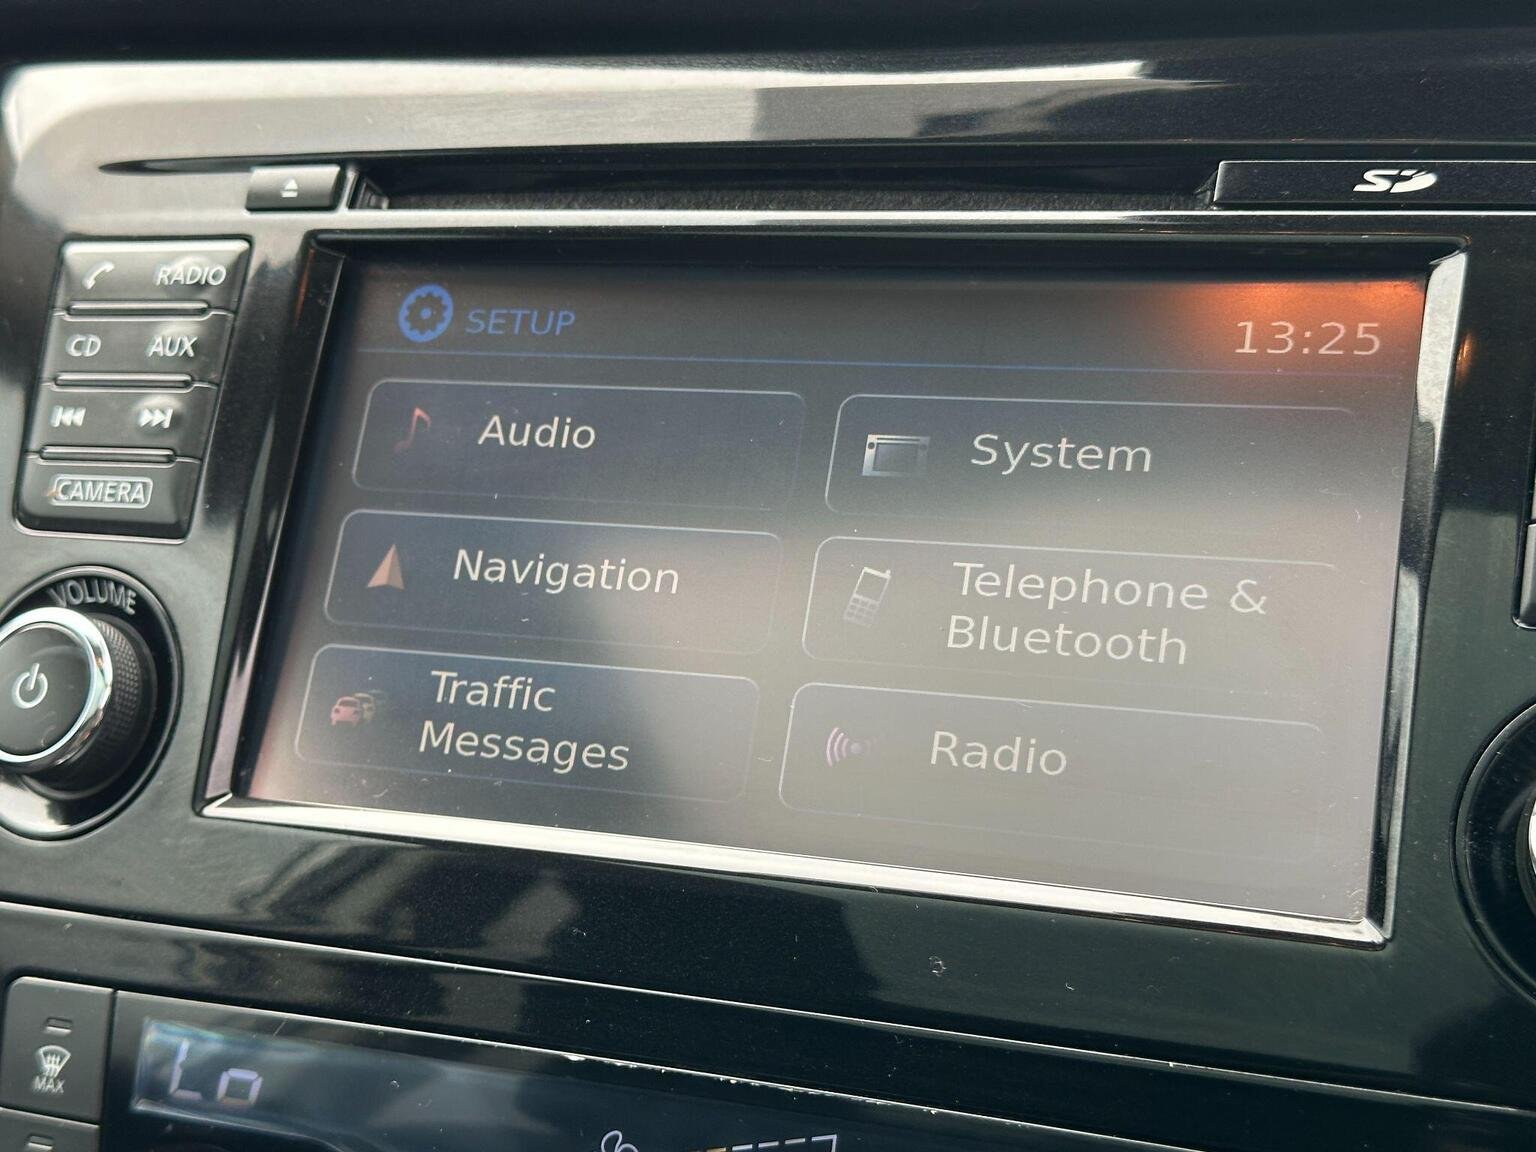 SD
RADIO
CD AUX
CAMERA
VOLUME
SETUP
13:25
Audio
System
Navigation
Telephone &
Bluetooth
Traffic
Messages
Radio
MAX
Lo